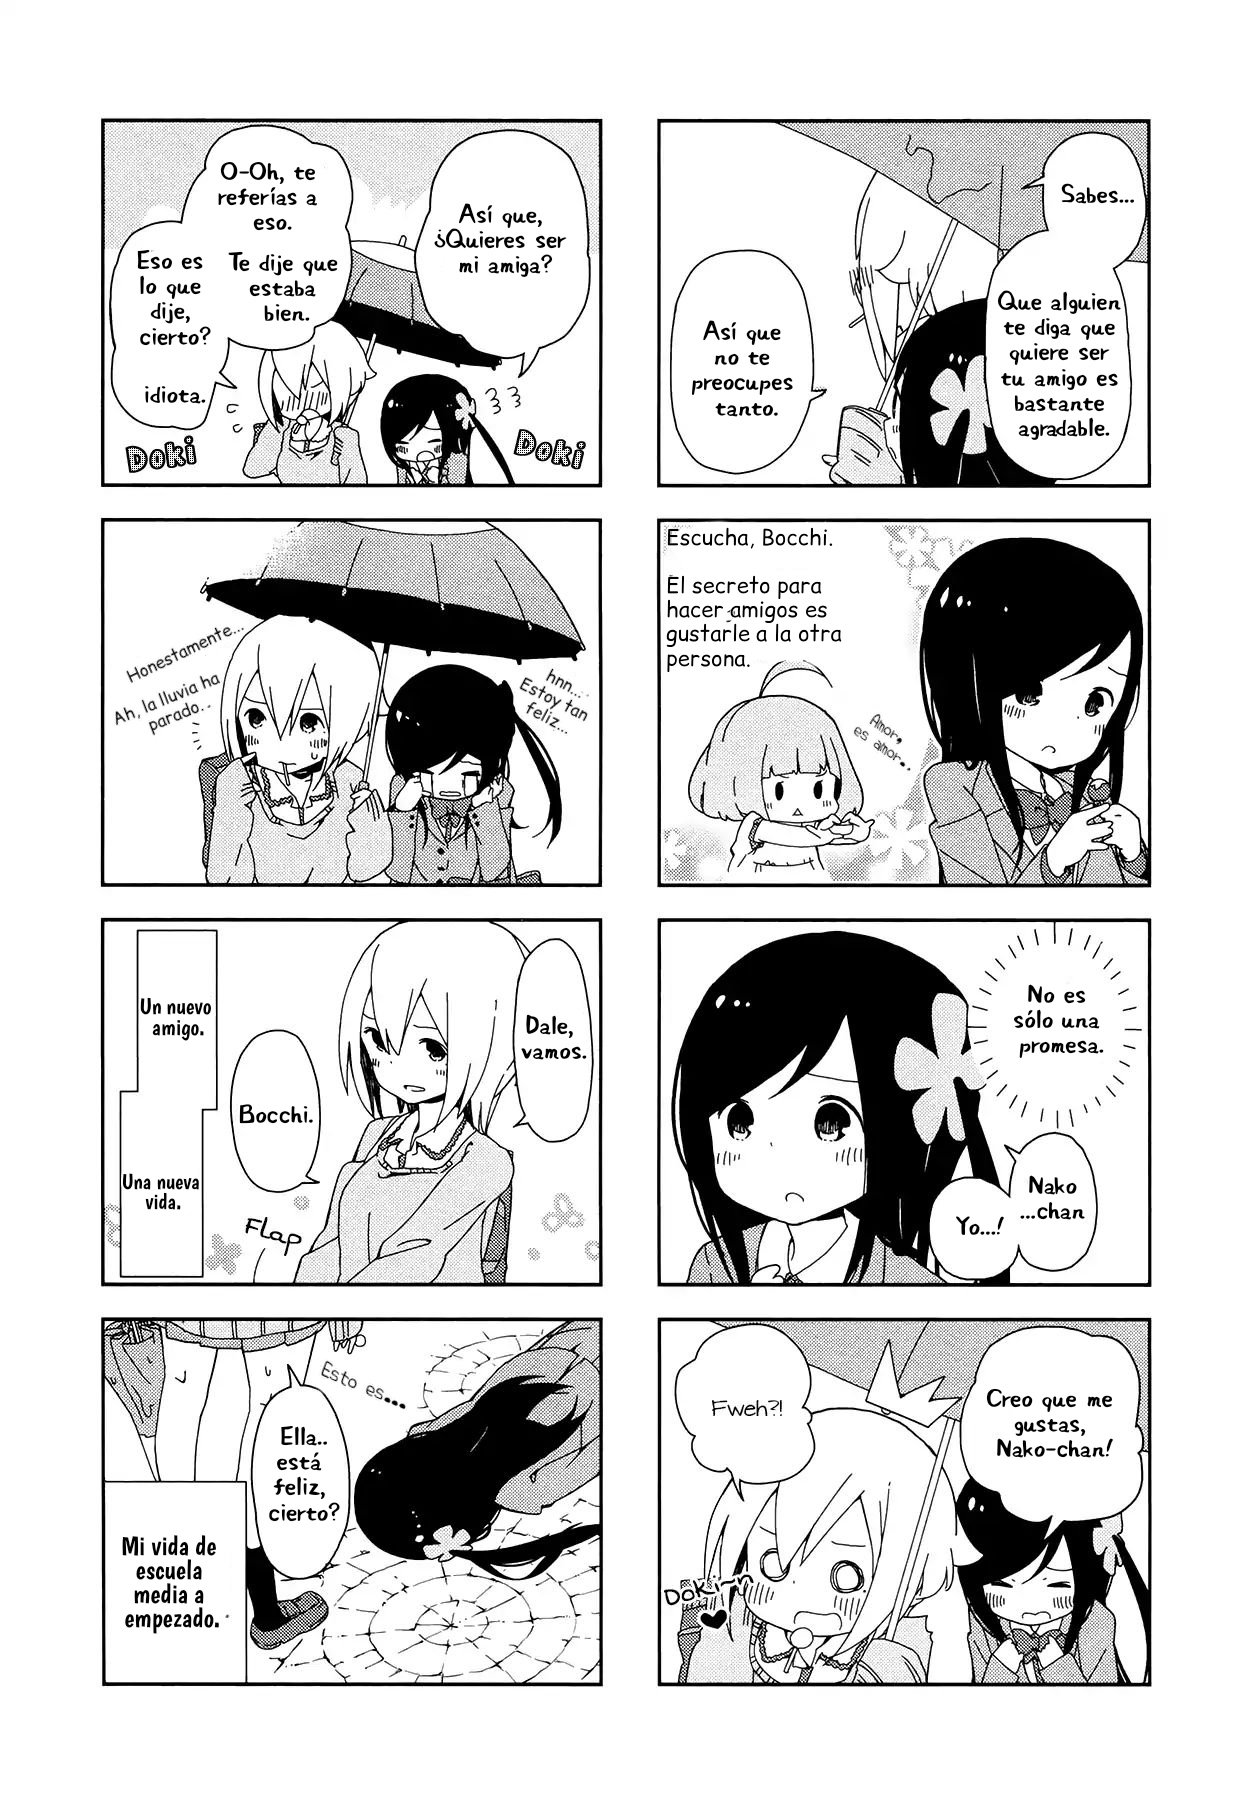 Sabes...
Que alguien
te diga que
quiere ser
tu amigo es
bastante
agradable.
Así que
no te
preocupes
tanto.
Escucha, Bocchi.
El secreto para
hacer amigos es
gustarle a la otra
persona.
Amor,
es amor...
No es
sólo una
promesa.
Nako
...chan
Yo...!
Creo que me
gustas,
Nako-chan!
Fweh?!
Doki~n
Así que,
¿Quieres ser
mi amiga?
O-Oh, te
referías a
eso.
Te dije que
estaba
bien.
Eso es
lo que
dije,
cierto?
idiota.
Doki
Doki
hnn...
Estoy tan
feliz...
Honestamente...
Ah, la lluvia ha
parado..
Dale,
vamos.
Bocchi.
Flap
Un nuevo
amigo.
Una nueva
vida.
Esto es...
Ella..
está
feliz,
cierto?
Mi vida de
escuela
media a
empezado.